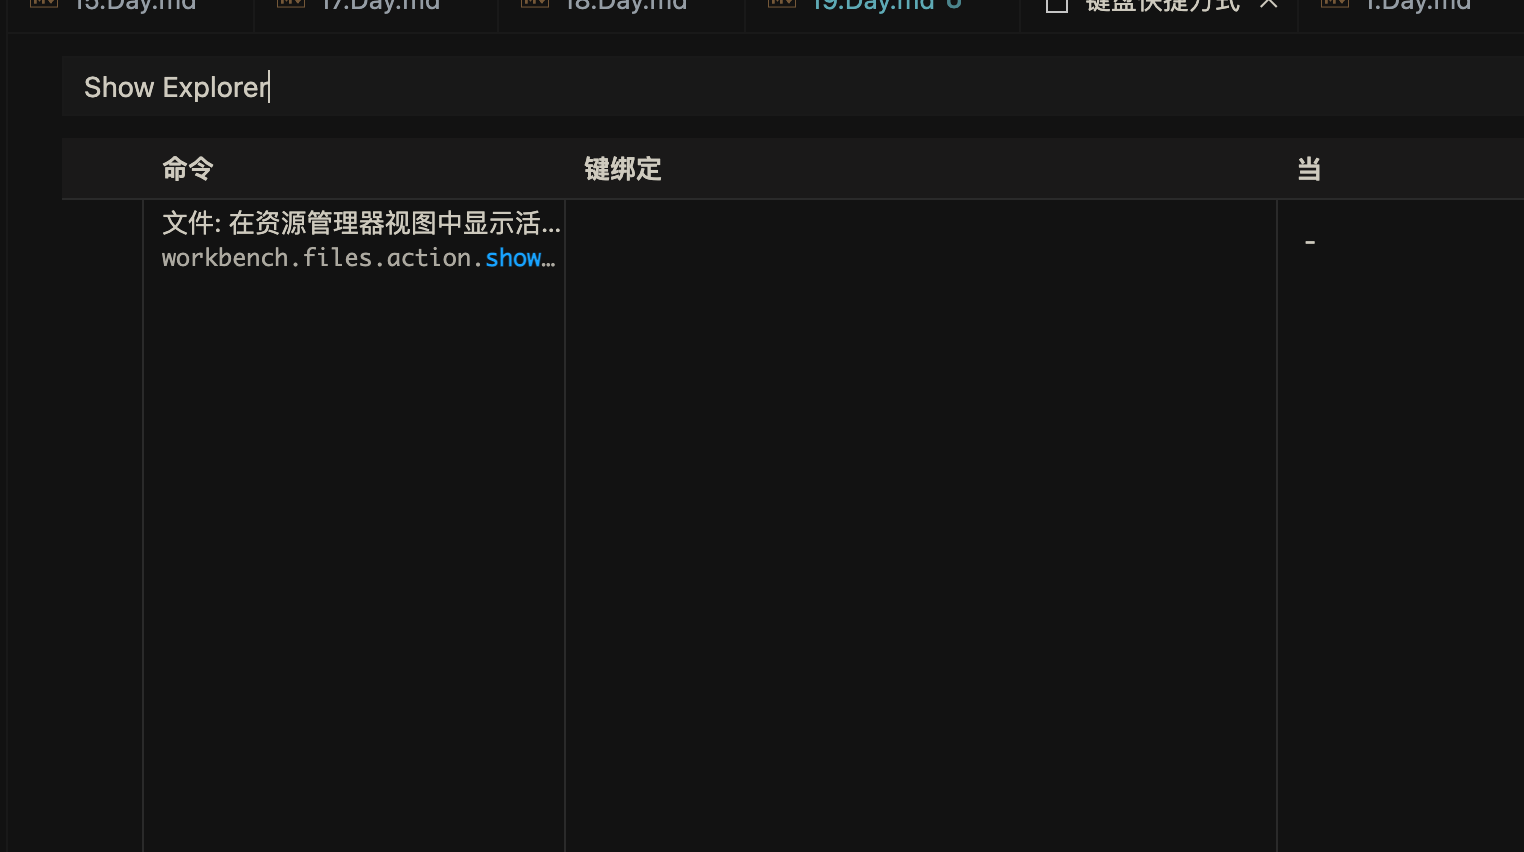 15.Day.md
17.Day.md
18.Day.md
19.Day.md
键盘快捷方式
1.Day.md
Show Explorer
命令
键绑定
当
文件: 在资源管理器视图中显示活...
workbench.files.action.show…
-